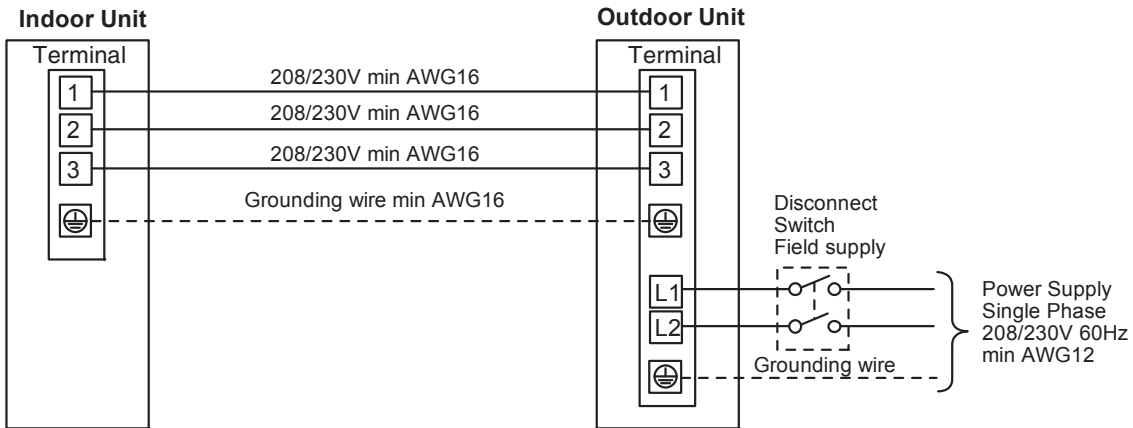 Indoor Unit
Outdoor Unit
Terminal
Terminal
1
208/230V min AWG16
1
2
208/230V min AWG16
2
3
208/230V min AWG16
3
Grounding wire min AWG16
Disconnect
Switch
Field supply
L1
L2
Grounding wire
Power Supply
Single Phase
208/230V 60Hz
min AWG12